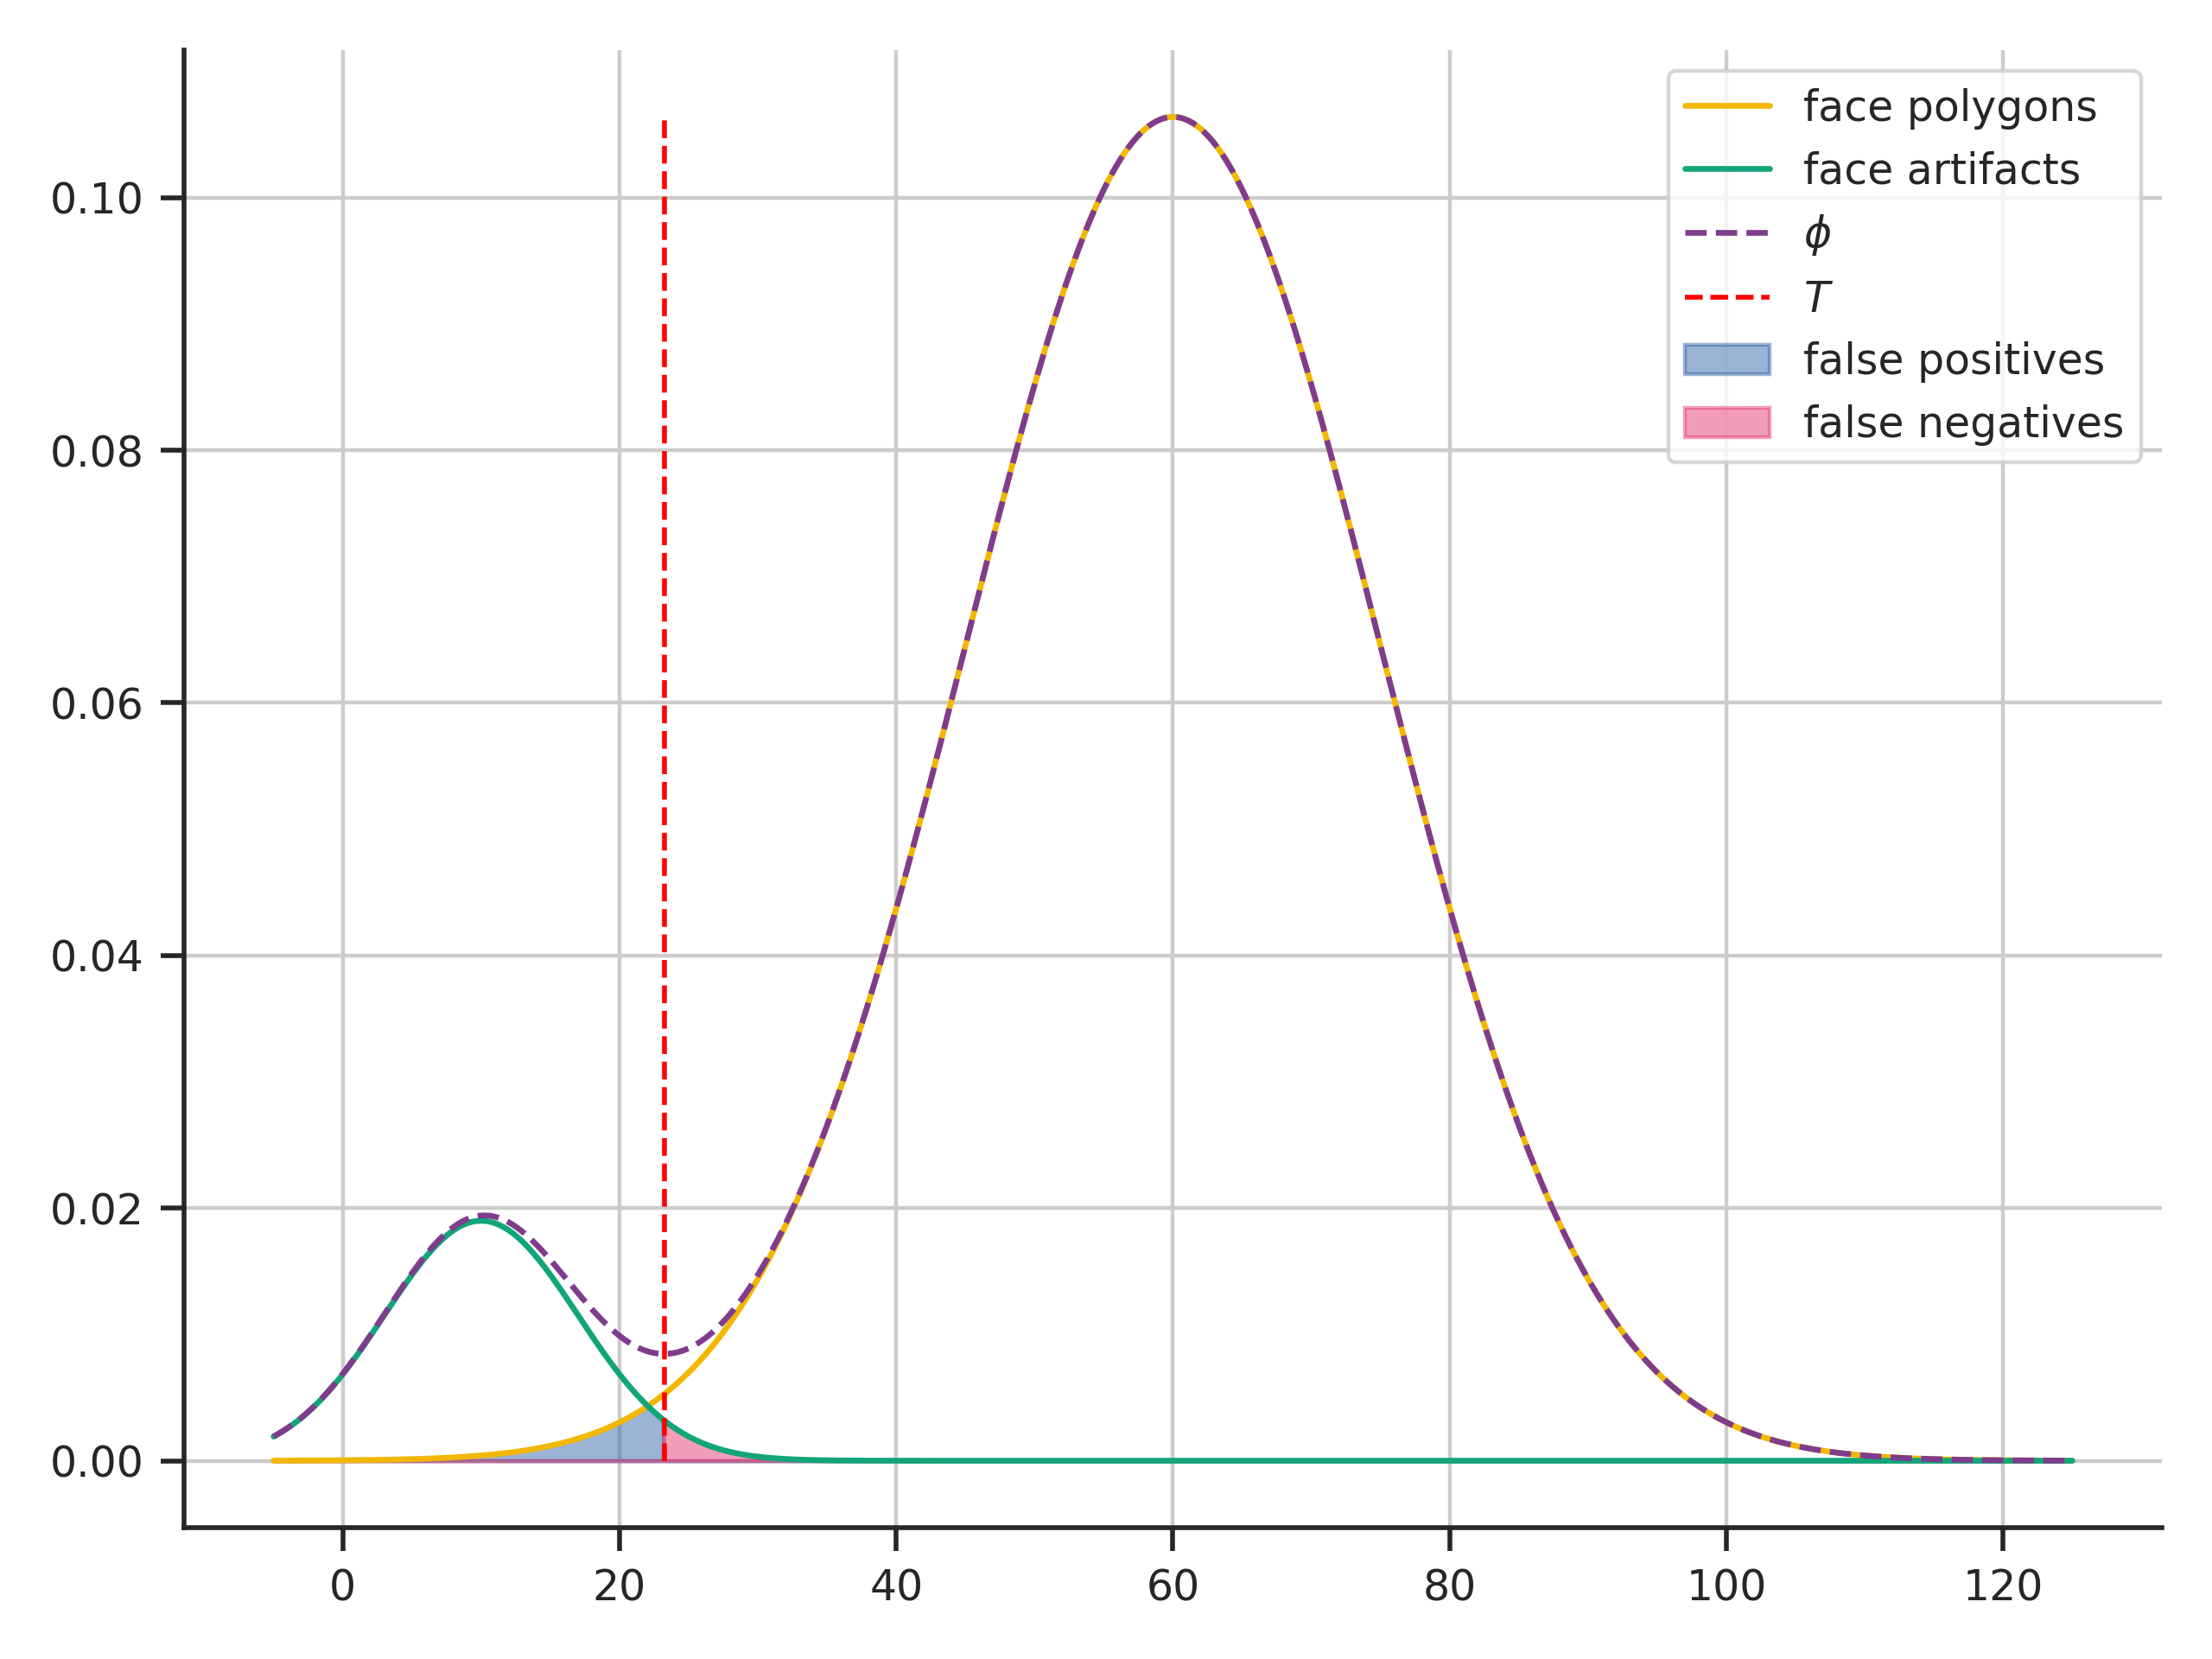 face polygons
face artifacts
ϕ
T
false positives
false negatives
0.10
0.08
0.06
0.04
0.02
0.00
0 20 40 60 80 100 120